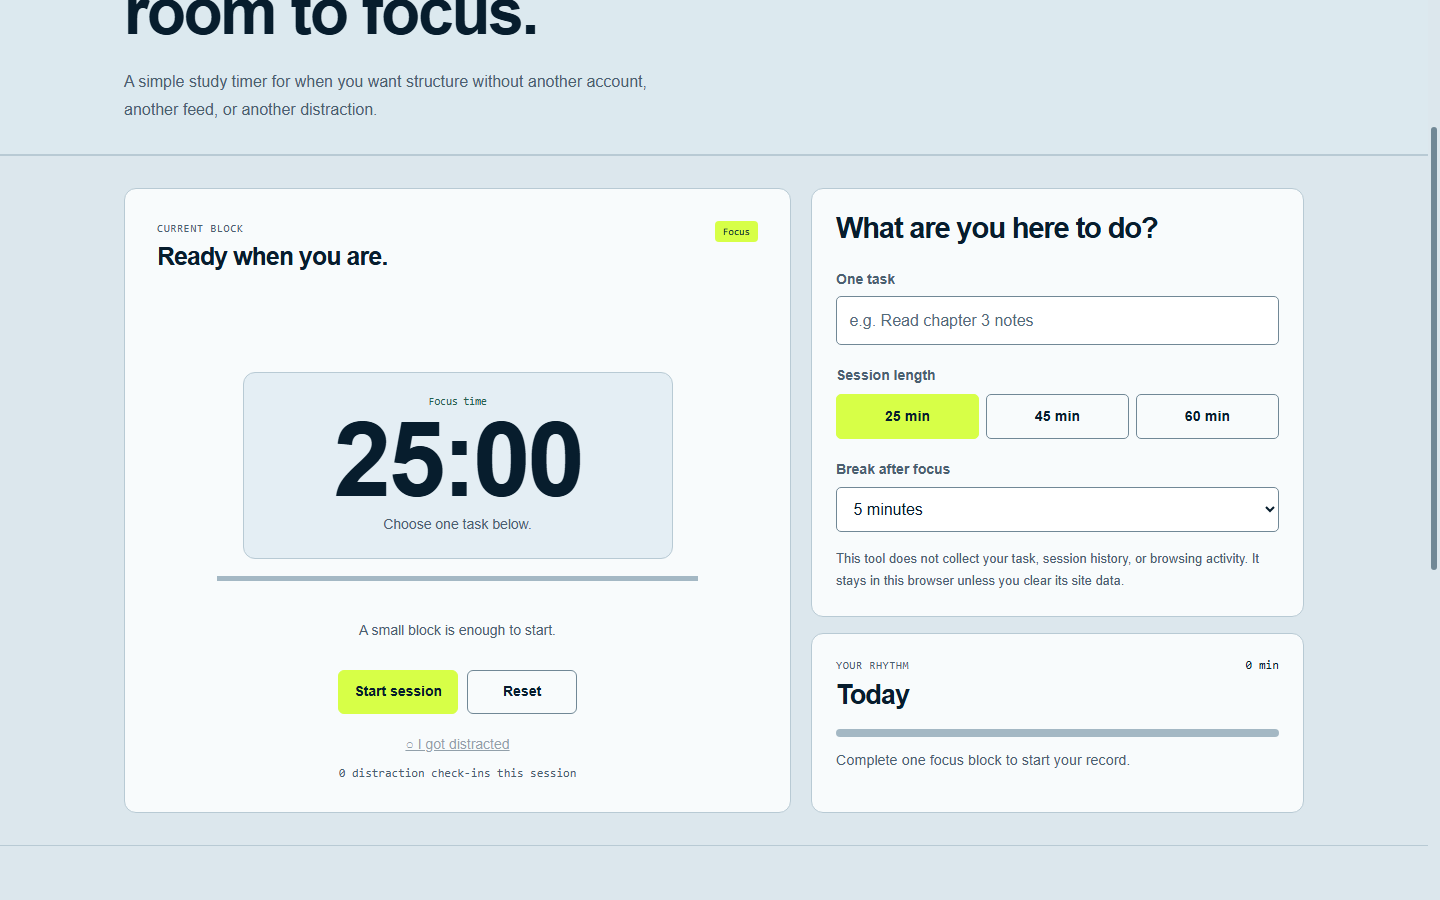 room to focus.
A simple study timer for when you want structure without another account,
another feed, or another distraction.
CURRENT BLOCK
Focus
Ready when you are.
Focus time
25:00
Choose one task below.
A small block is enough to start.
Start session
Reset
○ I got distracted
0 distraction check-ins this session
What are you here to do?
One task
e.g. Read chapter 3 notes
Session length
25 min
45 min
60 min
Break after focus
5 minutes
This tool does not collect your task, session history, or browsing activity. It
stays in this browser unless you clear its site data.
YOUR RHYTHM
0 min
Today
Complete one focus block to start your record.